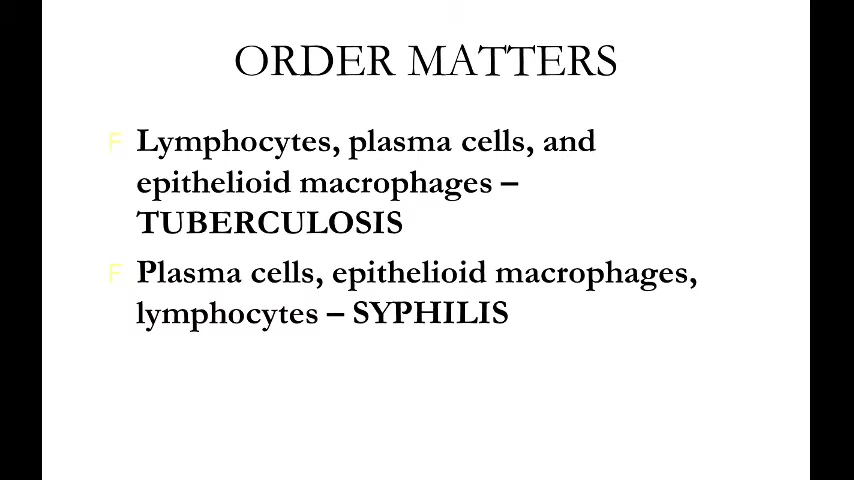 ORDER MATTERS
F Lymphocytes, plasma cells, and
epithelioid macrophages –
TUBERCULOSIS
F Plasma cells, epithelioid macrophages,
lymphocytes – SYPHILIS